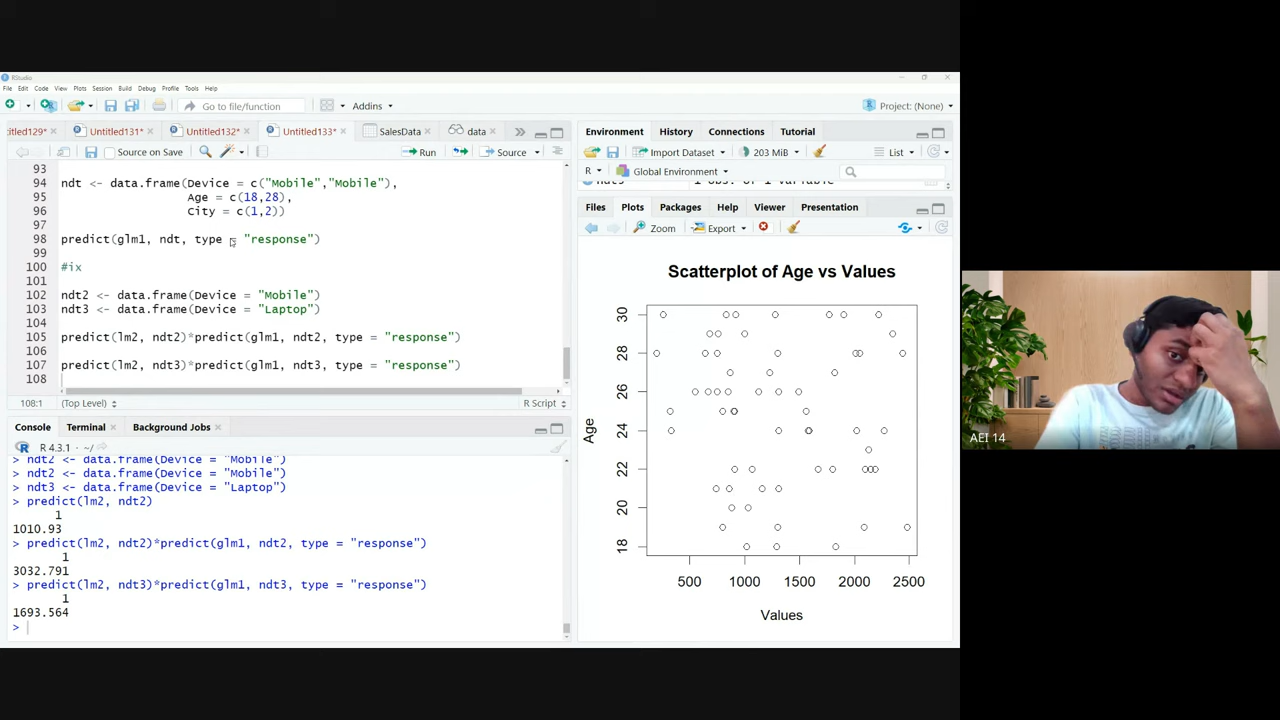 RStudio
File Edit Code View Plots Session Build Debug Profile Tools Help
Go to file/function
Addins
Project: (None)
titled129*
Untitled131*
Untitled132*
Untitled133*
SalesData
data
Source on Save
Run
Source
93
94 ndt <- data.frame(Device = c("Mobile","Mobile"),
95 Age = c(18,28),
96 City = c(1,2))
97
98 predict(glm1, ndt, type = "response")
99
100 #ix
101
102 ndt2 <- data.frame(Device = "Mobile")
103 ndt3 <- data.frame(Device = "Laptop")
104
105 predict(lm2, ndt2)*predict(glm1, ndt2, type = "response")
106
107 predict(lm2, ndt3)*predict(glm1, ndt3, type = "response")
108
108:1 (Top Level) R Script
Console Terminal Background Jobs
R 4.3.1 · ~/
> ndt2 <- data.frame(Device = "Mobile")
> ndt2 <- data.frame(Device = "Mobile")
> ndt3 <- data.frame(Device = "Laptop")
> predict(lm2, ndt2)
1
1010.93
> predict(lm2, ndt2)*predict(glm1, ndt2, type = "response")
1
3032.791
> predict(lm2, ndt3)*predict(glm1, ndt3, type = "response")
1
1693.564
>
Environment History Connections Tutorial
Import Dataset 203 MiB List
R Global Environment
Files Plots Packages Help Viewer Presentation
Zoom Export
Scatterplot of Age vs Values
30
28
26
24
22
20
18
Age
500 1000 1500 2000 2500
Values
AEI 14